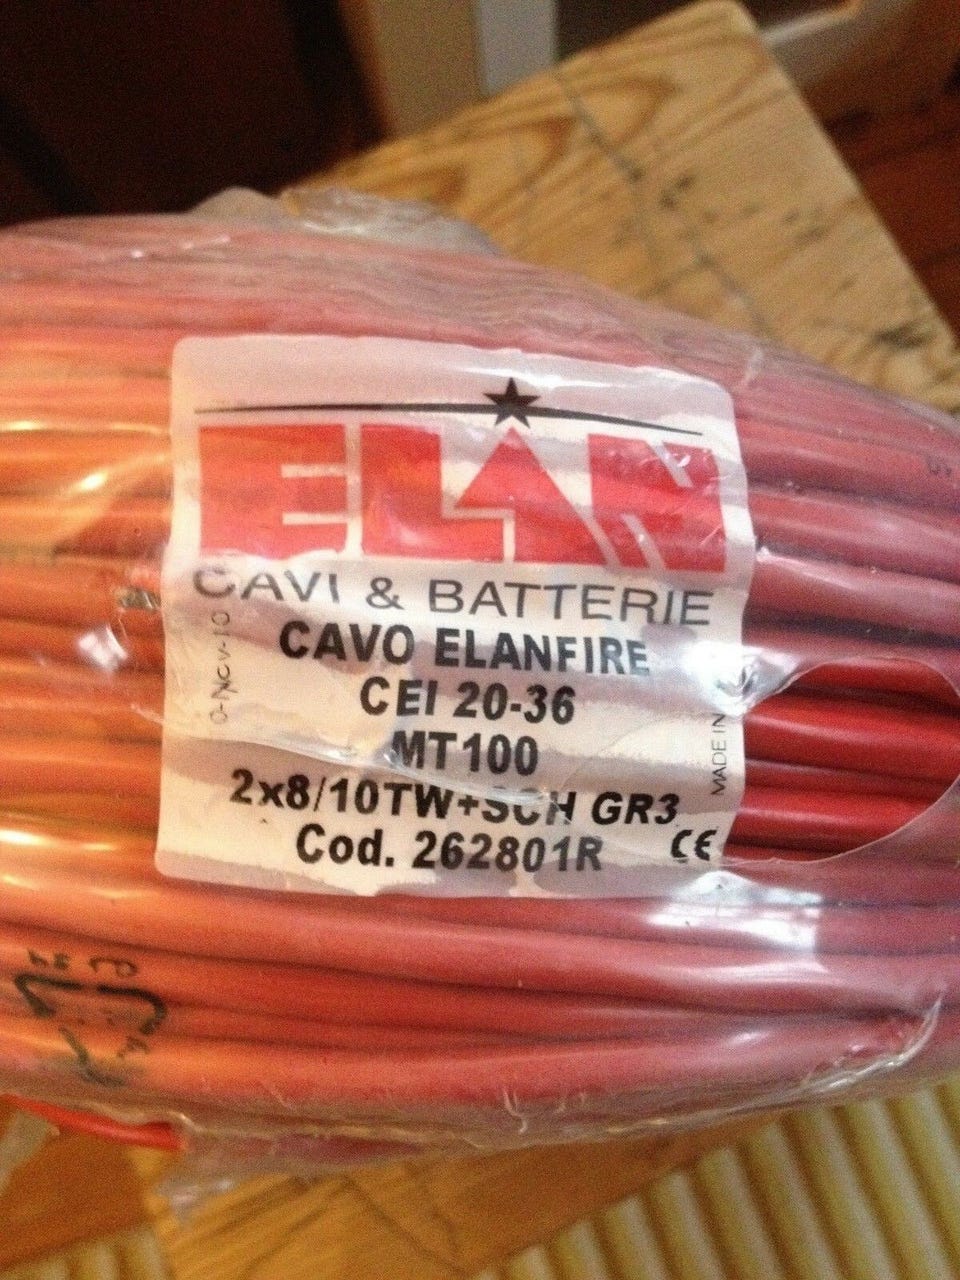 ELAN
CAVI & BATTERIE
CAVO ELANFIRE
CEI 20-36
MT100
2x8/10TW+SCH GR3
Cod. 262801R
CE
MADE IN